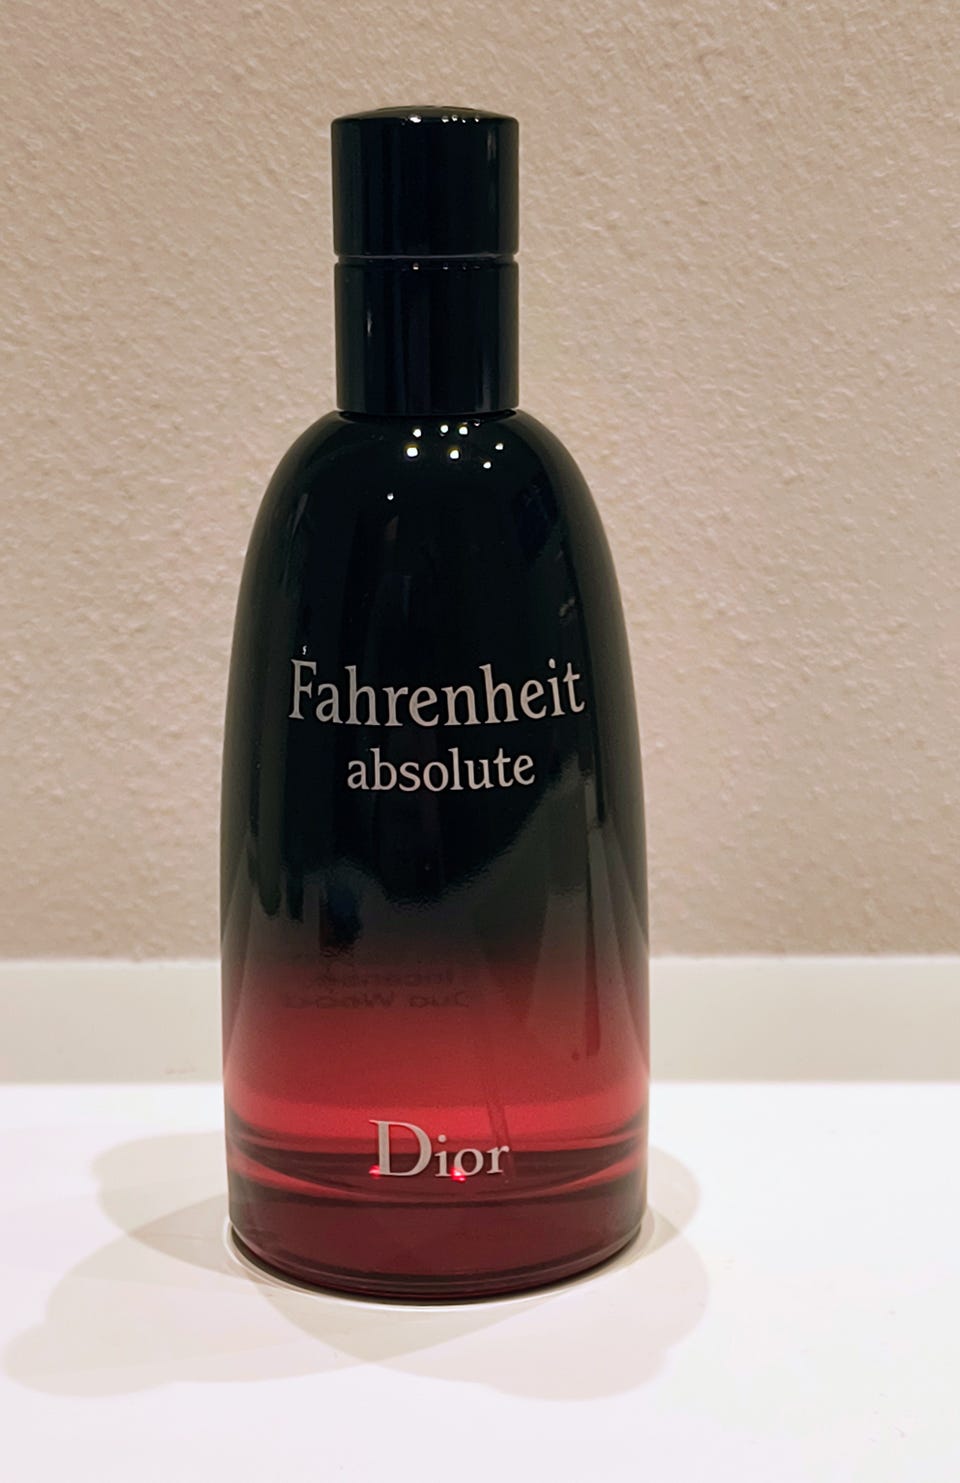 Fahrenheit
absolute
Dior